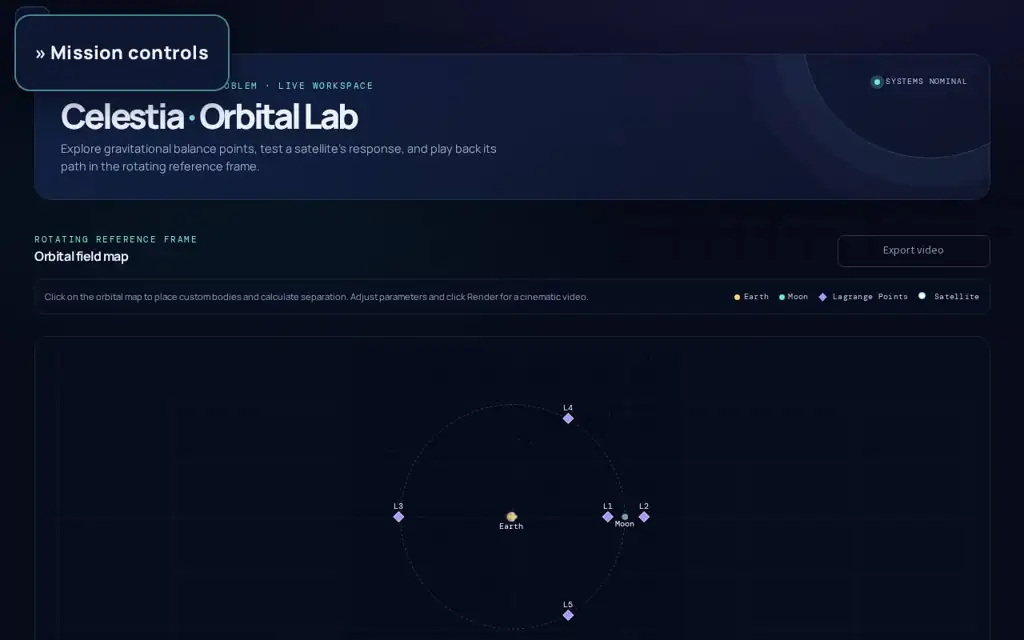 » Mission controls
OBLEM · LIVE WORKSPACE
SYSTEMS NOMINAL
Celestia · Orbital Lab
Explore gravitational balance points, test a satellite's response, and play back its
path in the rotating reference frame.
ROTATING REFERENCE FRAME
Orbital field map
Export video
Click on the orbital map to place custom bodies and calculate separation. Adjust parameters and click Render for a cinematic video.
Earth
Moon
Lagrange Points
Satellite
L4
L3
L1
L2
Earth
Moon
L5